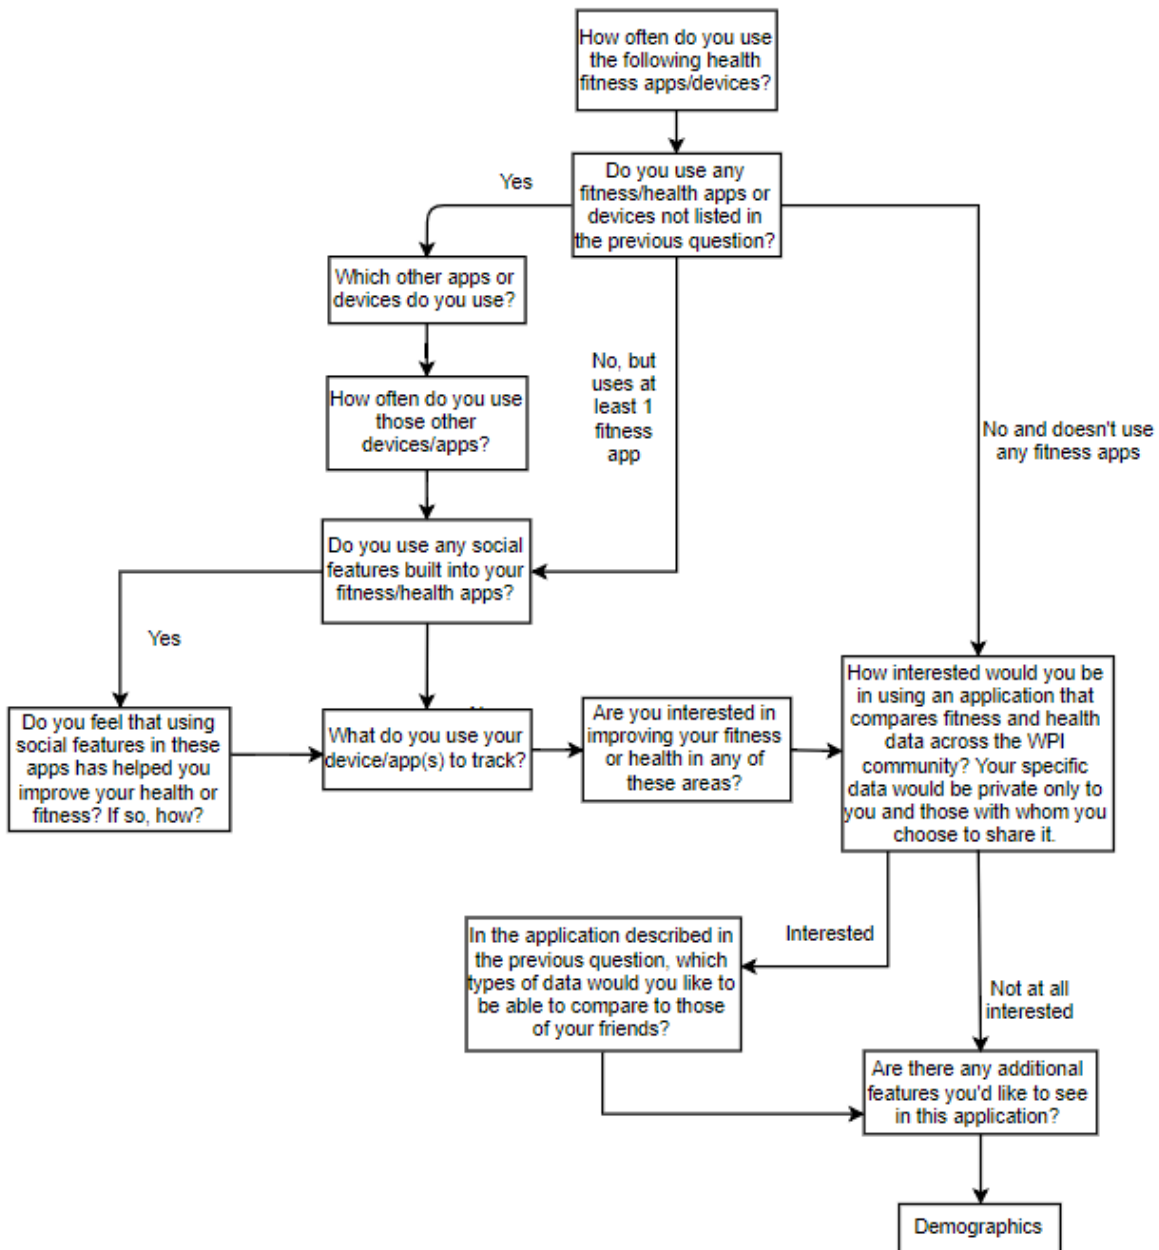 How often do you use
the following health
fitness apps/devices?
Do you use any
fitness/health apps or
devices not listed in
the previous question?
Yes
Which other apps or
devices do you use?
No, but
uses at
least 1
fitness
app
How often do you use
those other
devices/apps?
No and doesn't use
any fitness apps
Do you use any social
features built into your
fitness/health apps?
Yes
How interested would you be
in using an application that
compares fitness and health
data across the WPI
community? Your specific
data would be private only to
you and those with whom you
choose to share it.
Do you feel that using
social features in these
apps has helped you
improve your health or
fitness? If so, how?
What do you use your
device/app(s) to track?
Are you interested in
improving your fitness
or health in any of
these areas?
In the application described in
the previous question, which
types of data would you like to
be able to compare to those
of your friends?
Interested
Not at all
interested
Are there any additional
features you'd like to see
in this application?
Demographics